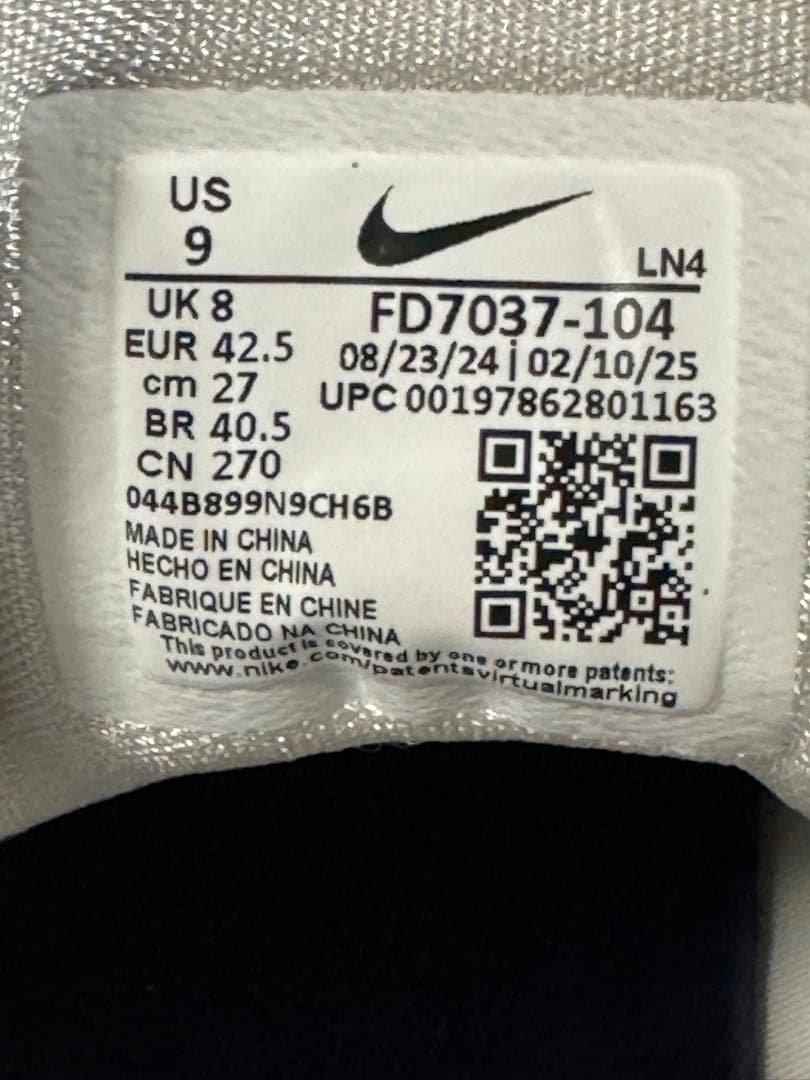 US
9
LN4
UK 8
EUR 42.5
cm 27
BR 40.5
CN 270
FD7037-104
08/23/24 | 02/10/25
UPC 00197862801163
044B899N9CH6B
MADE IN CHINA
HECHO EN CHINA
FABRIQUE EN CHINE
FABRICADO NA CHINA
This product is covered by one or more patents:
www.nike.com/patentsvirtualmarking